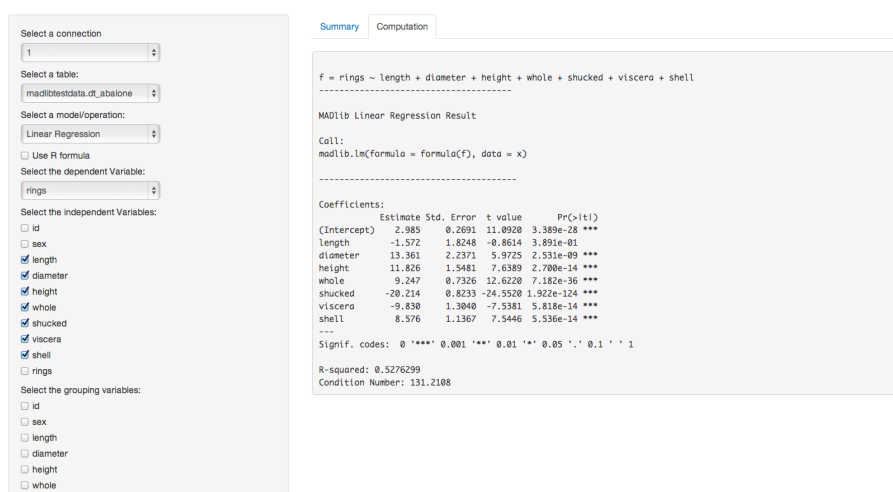 Select a connection
1
Select a table:
madlibtestdata.dt_abalone
Select a model/operation:
Linear Regression
Use R formula
Select the dependent Variable:
rings
Select the independent Variables:
id
sex
length
diameter
height
whole
shucked
viscera
shell
rings
Select the grouping variables:
id
sex
length
diameter
height
whole
Summary Computation
f = rings ~ length + diameter + height + whole + shucked + viscera + shell
-------------------------------------
MADlib Linear Regression Result
Call:
madlib.lm(formula = formula(f), data = x)
--------------------------------------
Coefficients:
Estimate Std. Error t value Pr(>|t|)
(Intercept) 2.985 0.2691 11.0920 3.389e-28 ***
length -1.572 1.8248 -0.8614 3.891e-01
diameter 13.361 2.2371 5.9725 2.531e-09 ***
height 11.826 1.5481 7.6389 2.700e-14 ***
whole 9.247 0.7326 12.6220 7.182e-36 ***
shucked -20.214 0.8233 -24.5520 1.922e-124 ***
viscera -9.830 1.3040 -7.5381 5.818e-14 ***
shell 8.576 1.1367 7.5446 5.536e-14 ***
---
Signif. codes: 0 '***' 0.001 '**' 0.01 '*' 0.05 '.' 0.1 ' ' 1
R-squared: 0.5276299
Condition Number: 131.2108